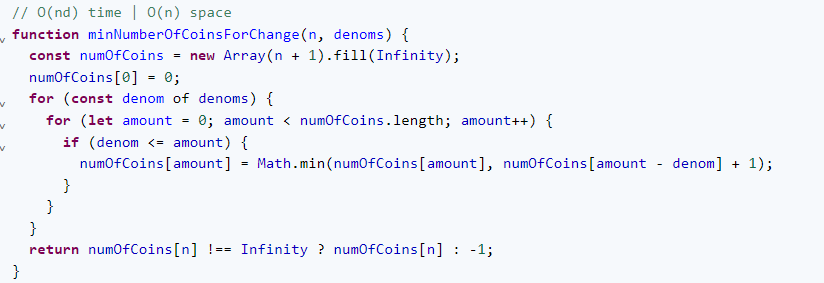 // O(nd) time | O(n) space
function minNumberOfCoinsForChange(n, denoms) {
  const numOfCoins = new Array(n + 1).fill(Infinity);
  numOfCoins[0] = 0;
  for (const denom of denoms) {
    for (let amount = 0; amount < numOfCoins.length; amount++) {
      if (denom <= amount) {
        numOfCoins[amount] = Math.min(numOfCoins[amount], numOfCoins[amount - denom] + 1);
      }
    }
  }
  return numOfCoins[n] !== Infinity ? numOfCoins[n] : -1;
}